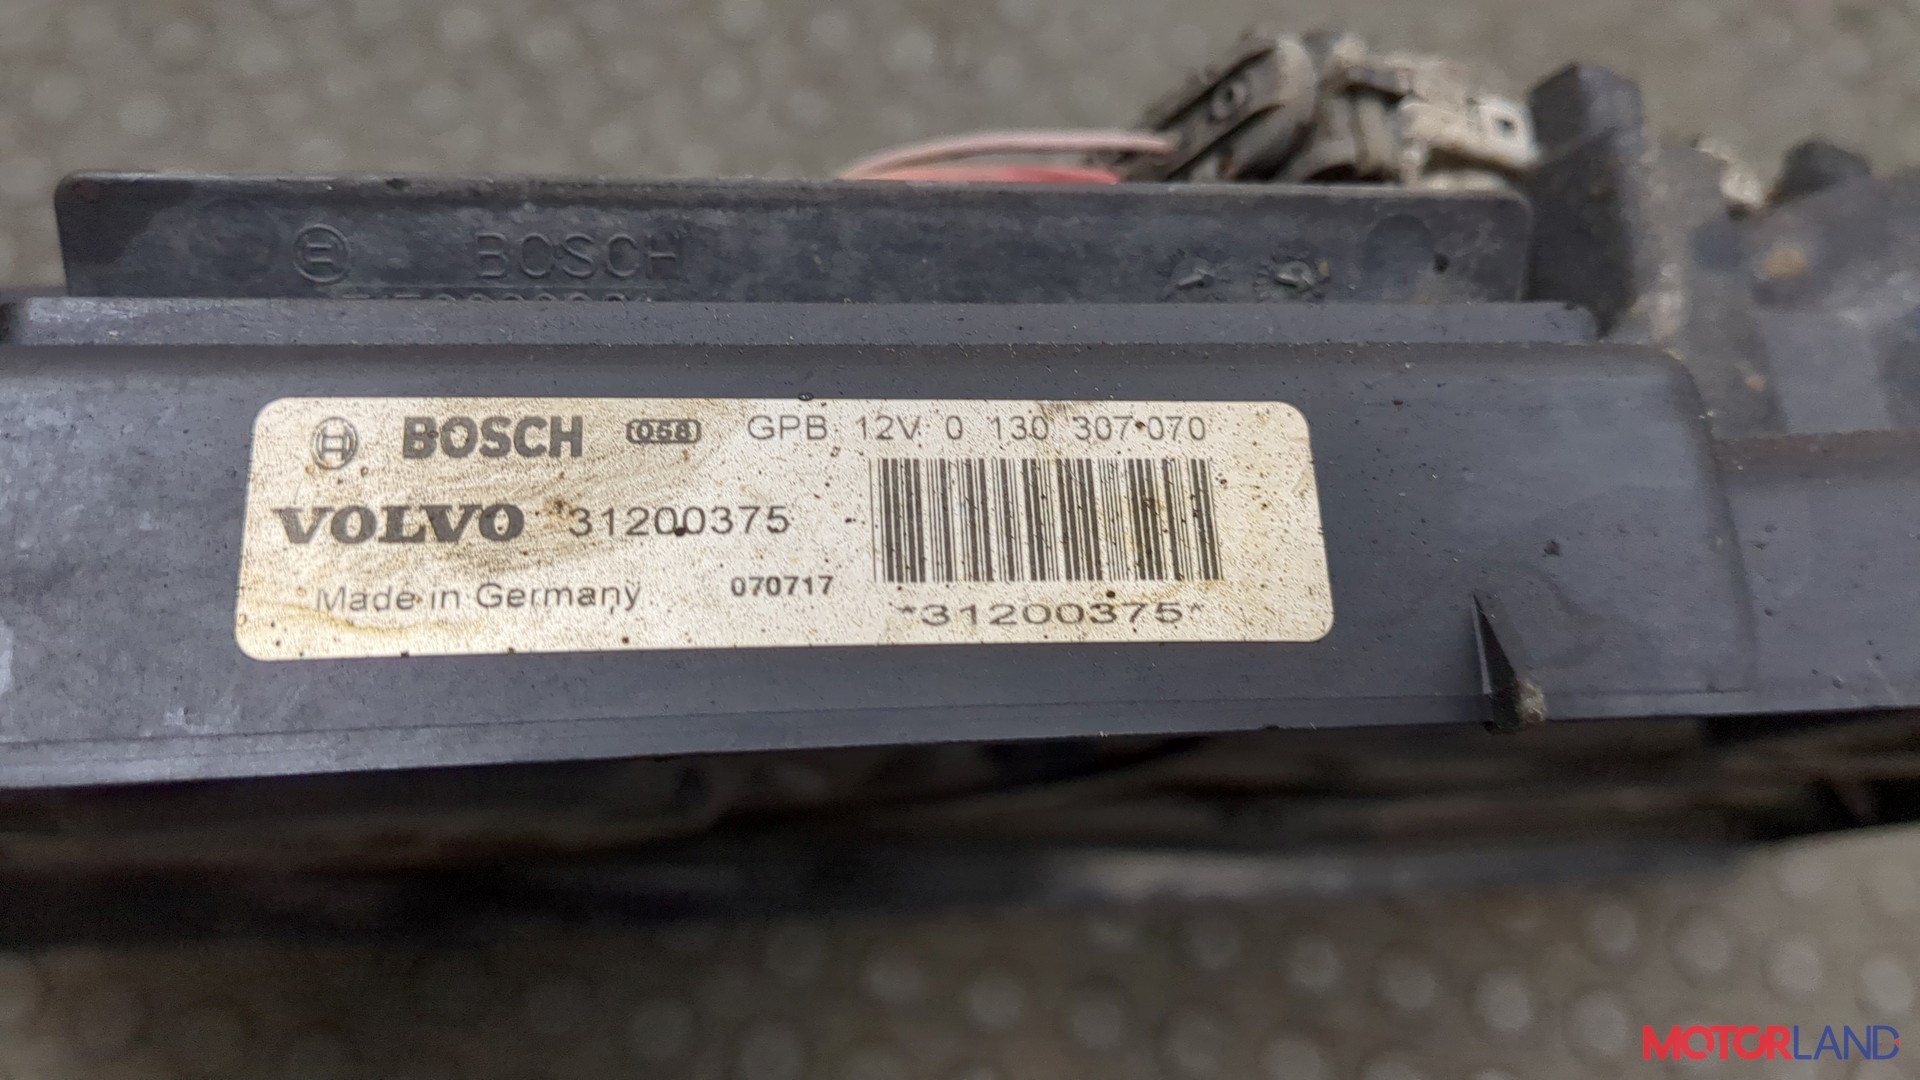 BOSCH
BOSCH 058 GPB 12V 0 130 307 070
VOLVO 31200375
Made in Germany 070717
*31200375*
MOTORLAND